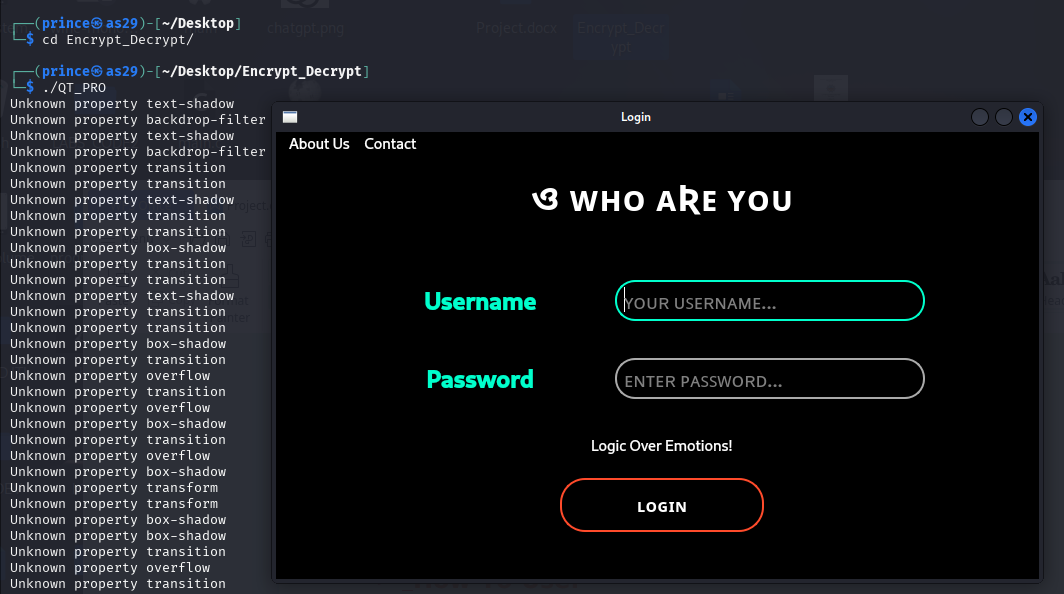 ┌──(prince㉿as29)-[~/Desktop]
└─$ cd Encrypt_Decrypt/
┌──(prince㉿as29)-[~/Desktop/Encrypt_Decrypt]
└─$ ./QT_PRO
Unknown property text-shadow
Unknown property backdrop-filter
Unknown property text-shadow
Unknown property backdrop-filter
Unknown property transition
Unknown property transition
Unknown property text-shadow
Unknown property transition
Unknown property transition
Unknown property box-shadow
Unknown property transition
Unknown property transition
Unknown property text-shadow
Unknown property transition
Unknown property transition
Unknown property box-shadow
Unknown property transition
Unknown property overflow
Unknown property transition
Unknown property overflow
Unknown property box-shadow
Unknown property transition
Unknown property overflow
Unknown property box-shadow
Unknown property transform
Unknown property transform
Unknown property box-shadow
Unknown property box-shadow
Unknown property transition
Unknown property overflow
Unknown property transition
chatgpt.png
Project.docx
Encrypt_Decr
ypt
Login
About Us Contact
WHO ARE YOU
Username
YOUR USERNAME...
Password
ENTER PASSWORD...
Logic Over Emotions!
LOGIN